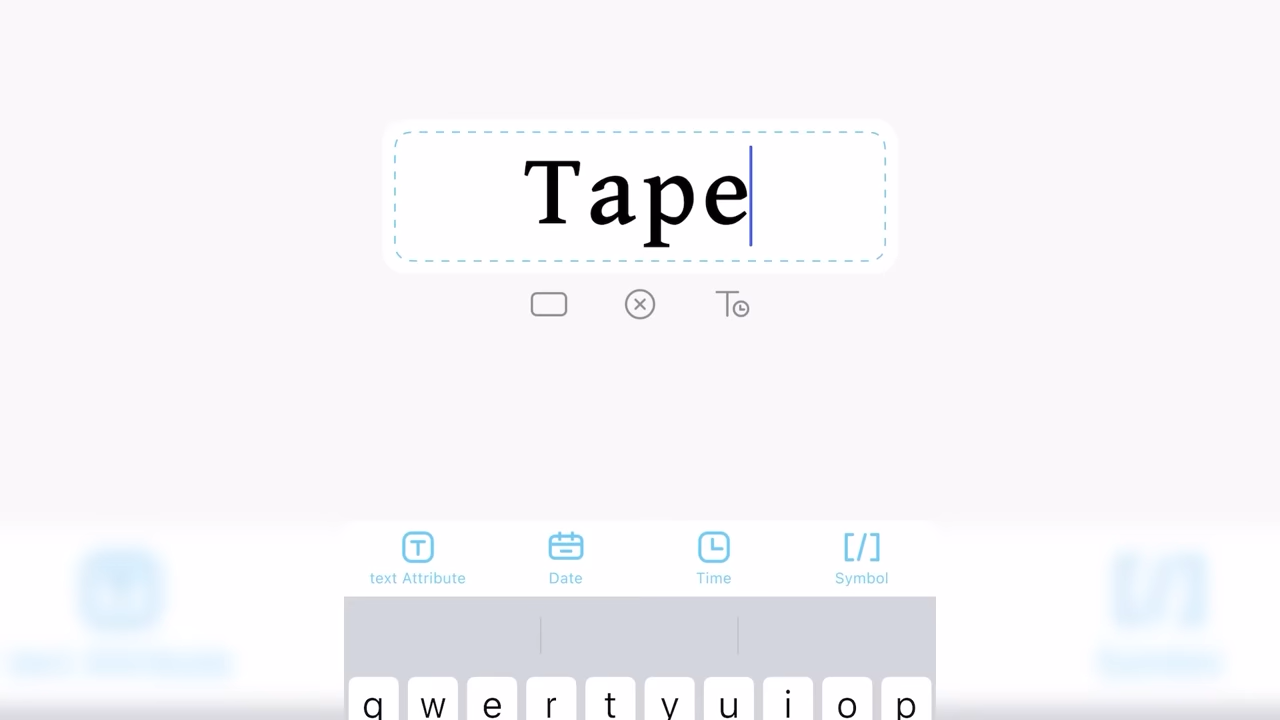 Tape
text Attribute
Date
Time
Symbol
q w e r t y u i o p